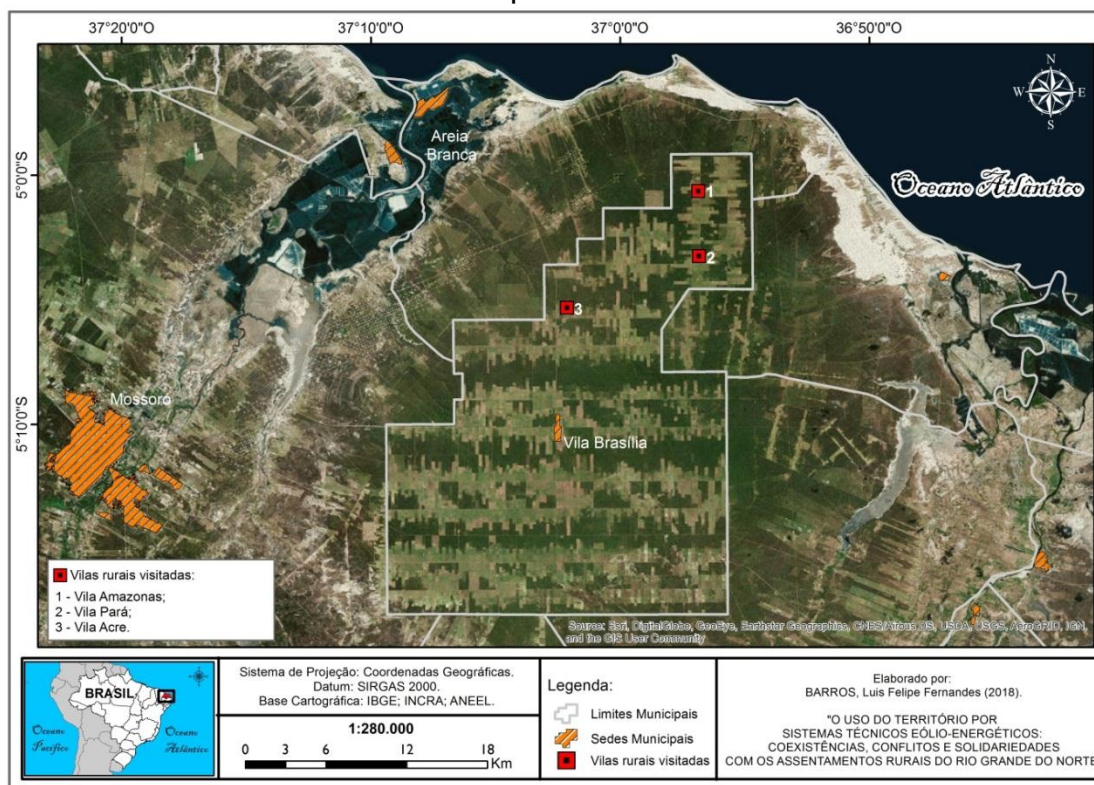 37°20'0"O 37°10'0"O 37°0'0"O 36°50'0"O
5°0'0"S
5°10'0"S
N
W E
S
Areia
Branca
Oceano Atlântico
1
2
3
Mossoró
Vila Brasília
Vilas rurais visitadas:
1 - Vila Amazonas;
2 - Vila Pará;
3 - Vila Acre.
Source: Esri, DigitalGlobe, GeoEye, Earthstar Geographics, CNES/Airbus DS, USDA, USGS, AeroGRID, IGN,
and the GIS User Community
BRASIL
Oceano
Pacífico
Oceano
Atlântico
Sistema de Projeção: Coordenadas Geográficas.
Datum: SIRGAS 2000.
Base Cartográfica: IBGE; INCRA; ANEEL.
1:280.000
0 3 6 12 18
Km
Legenda:
Limites Municipais
Sedes Municipais
Vilas rurais visitadas
Elaborado por:
BARROS, Luis Felipe Fernandes (2018).
"O USO DO TERRITÓRIO POR
SISTEMAS TÉCNICOS EÓLIO-ENERGÉTICOS:
COEXISTÊNCIAS, CONFLITOS E SOLIDARIEDADES
COM OS ASSENTAMENTOS RURAIS DO RIO GRANDE DO NORTE